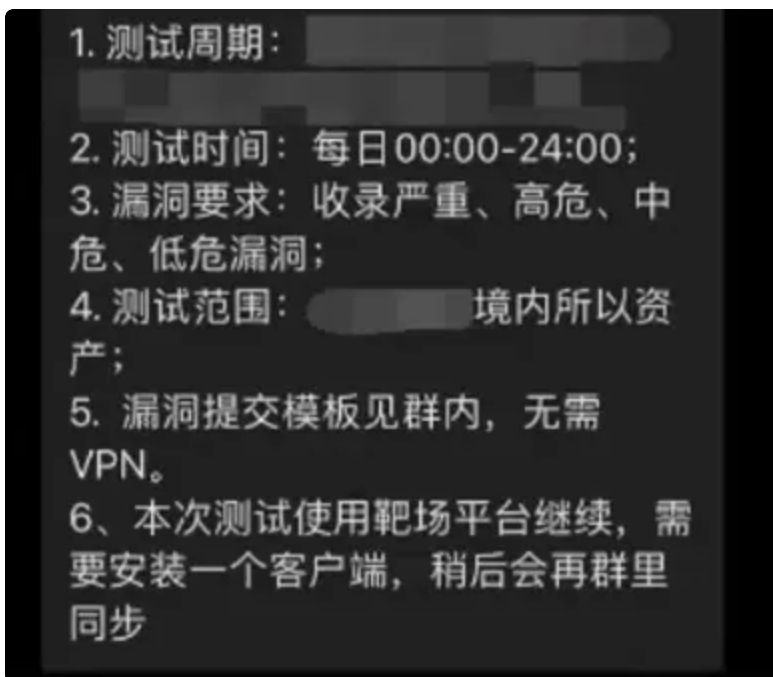 1. 测试周期：
2. 测试时间：每日00:00-24:00；
3. 漏洞要求：收录严重、高危、中
危、低危漏洞；
4. 测试范围：境内所以资
产；
5. 漏洞提交模板见群内，无需
VPN。
6、本次测试使用靶场平台继续，需
要安装一个客户端，稍后会再群里
同步